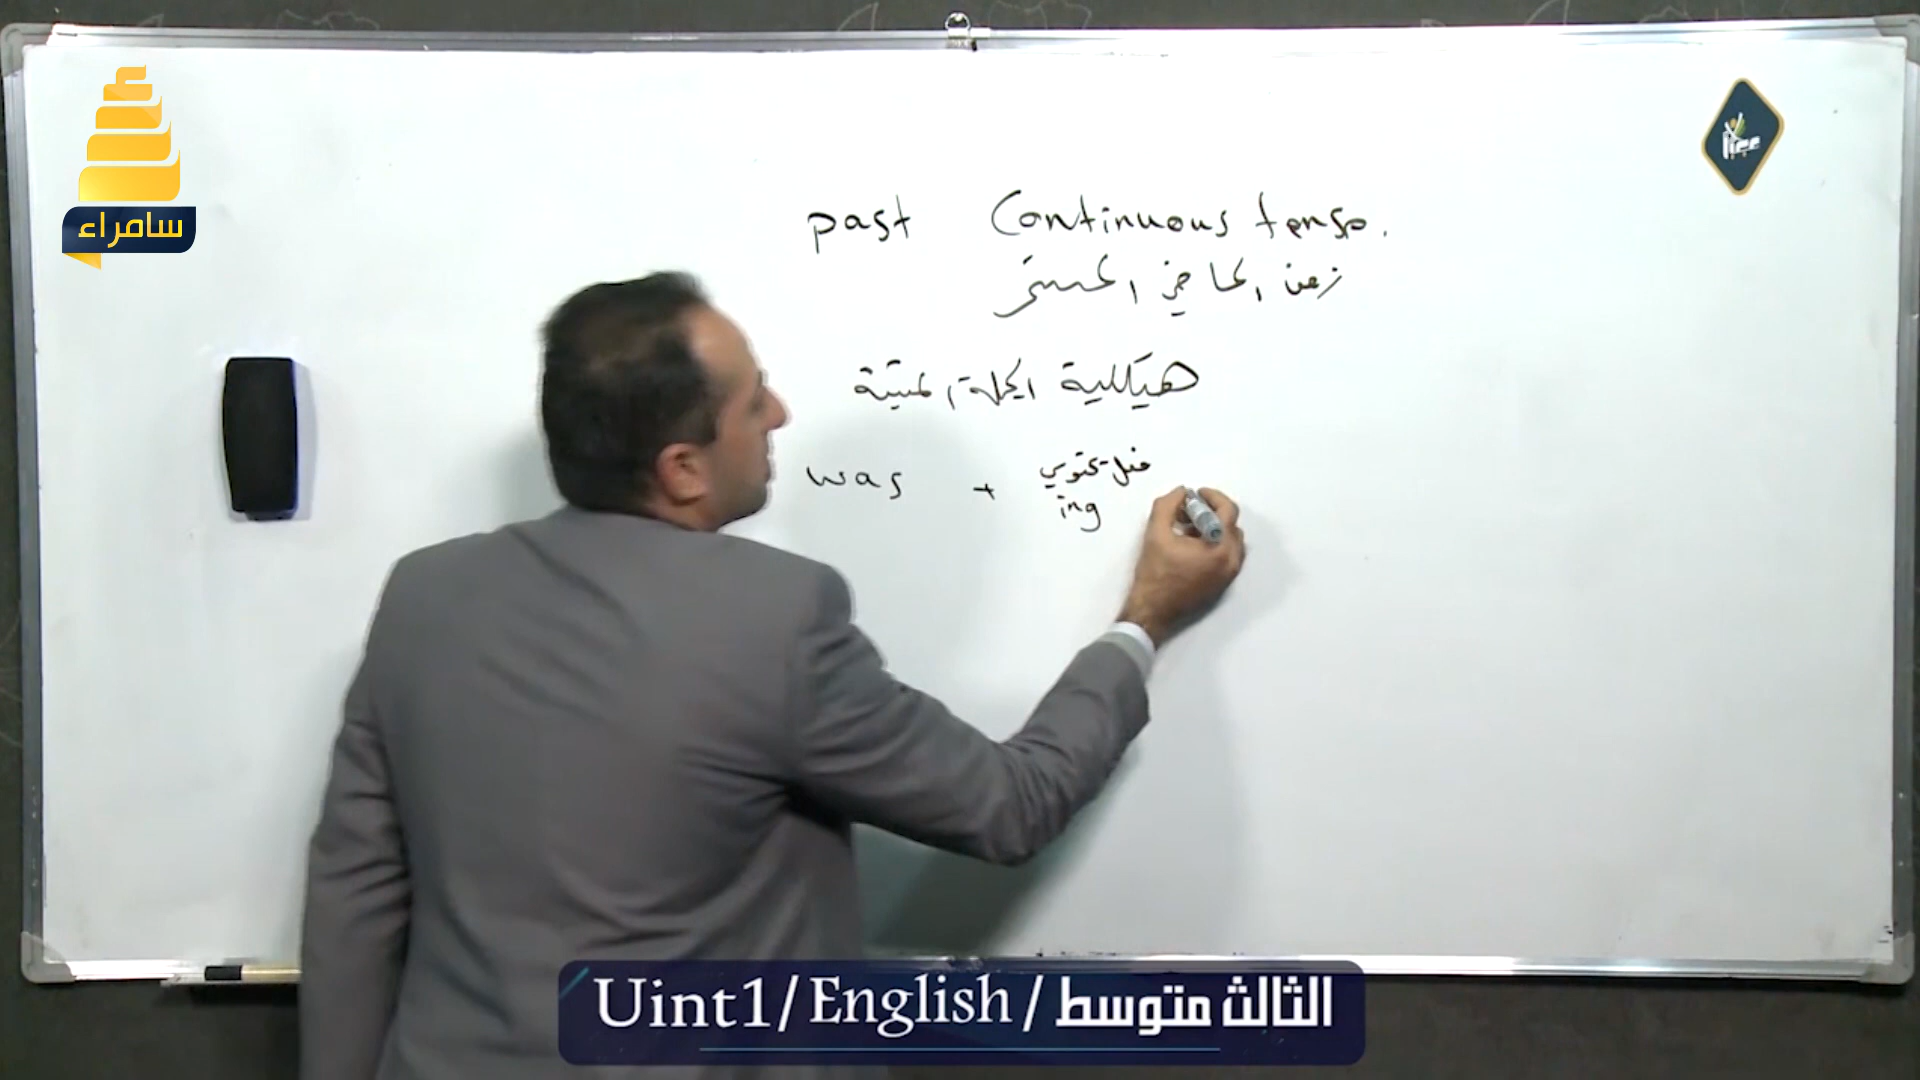 سامراء
past Continuous tense.
زمن الماضي المستمر
هيكلية الجملة المثبتة
was + فعل يحتوي
ing
Uint1/English/الثالث متوسط